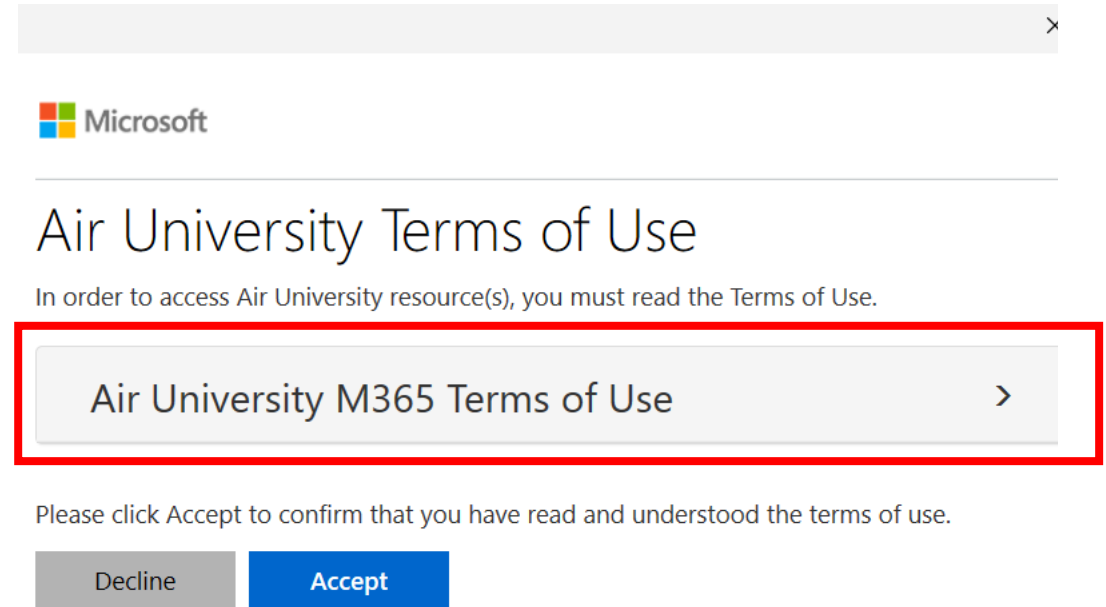 Microsoft
Air University Terms of Use
In order to access Air University resource(s), you must read the Terms of Use.
Air University M365 Terms of Use
Please click Accept to confirm that you have read and understood the terms of use.
Decline Accept